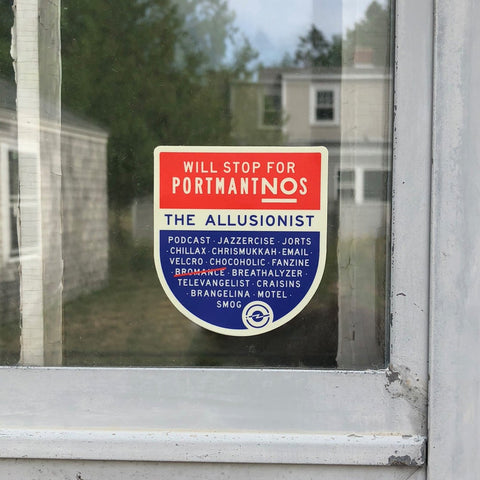 WILL STOP FOR
PORTMANTNOS
THE ALLUSIONIST
PODCAST · JAZZERCISE · JORTS
· CHILLAX · CHRISMUKKAH · EMAIL ·
VELCRO · CHOCOHOLIC · FANZINE
· BROMANCE · BREATHALYZER ·
TELEVANGELIST · CRAISINS
· BRANGELINA · MOTEL ·
SMOG